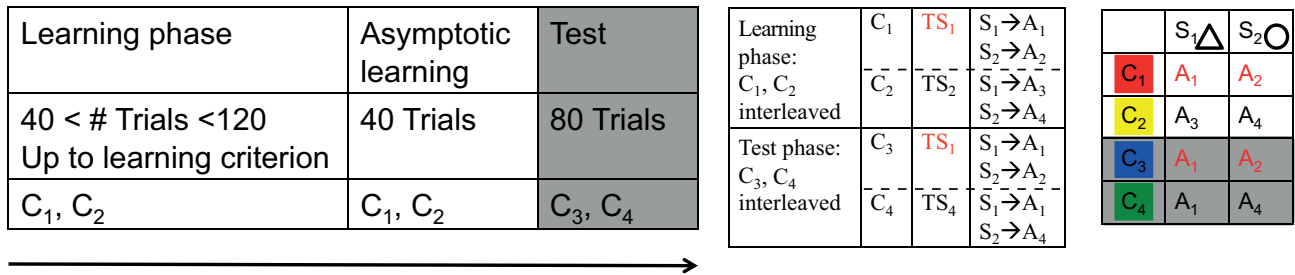 Learning phase
Asymptotic
learning
Test
40 < # Trials <120
Up to learning criterion
40 Trials
80 Trials
C₁, C₂
C₁, C₂
C₃, C₄
Learning
phase:
C₁, C₂
interleaved
C₁
TS₁
S₁→A₁
S₂→A₂
C₂
TS₂
S₁→A₃
S₂→A₄
Test phase:
C₃, C₄
interleaved
C₃
TS₁
S₁→A₁
S₂→A₂
C₄
TS₄
S₁→A₁
S₂→A₄
S₁
S₂
C₁
A₁
A₂
C₂
A₃
A₄
C₃
A₁
A₂
C₄
A₁
A₄